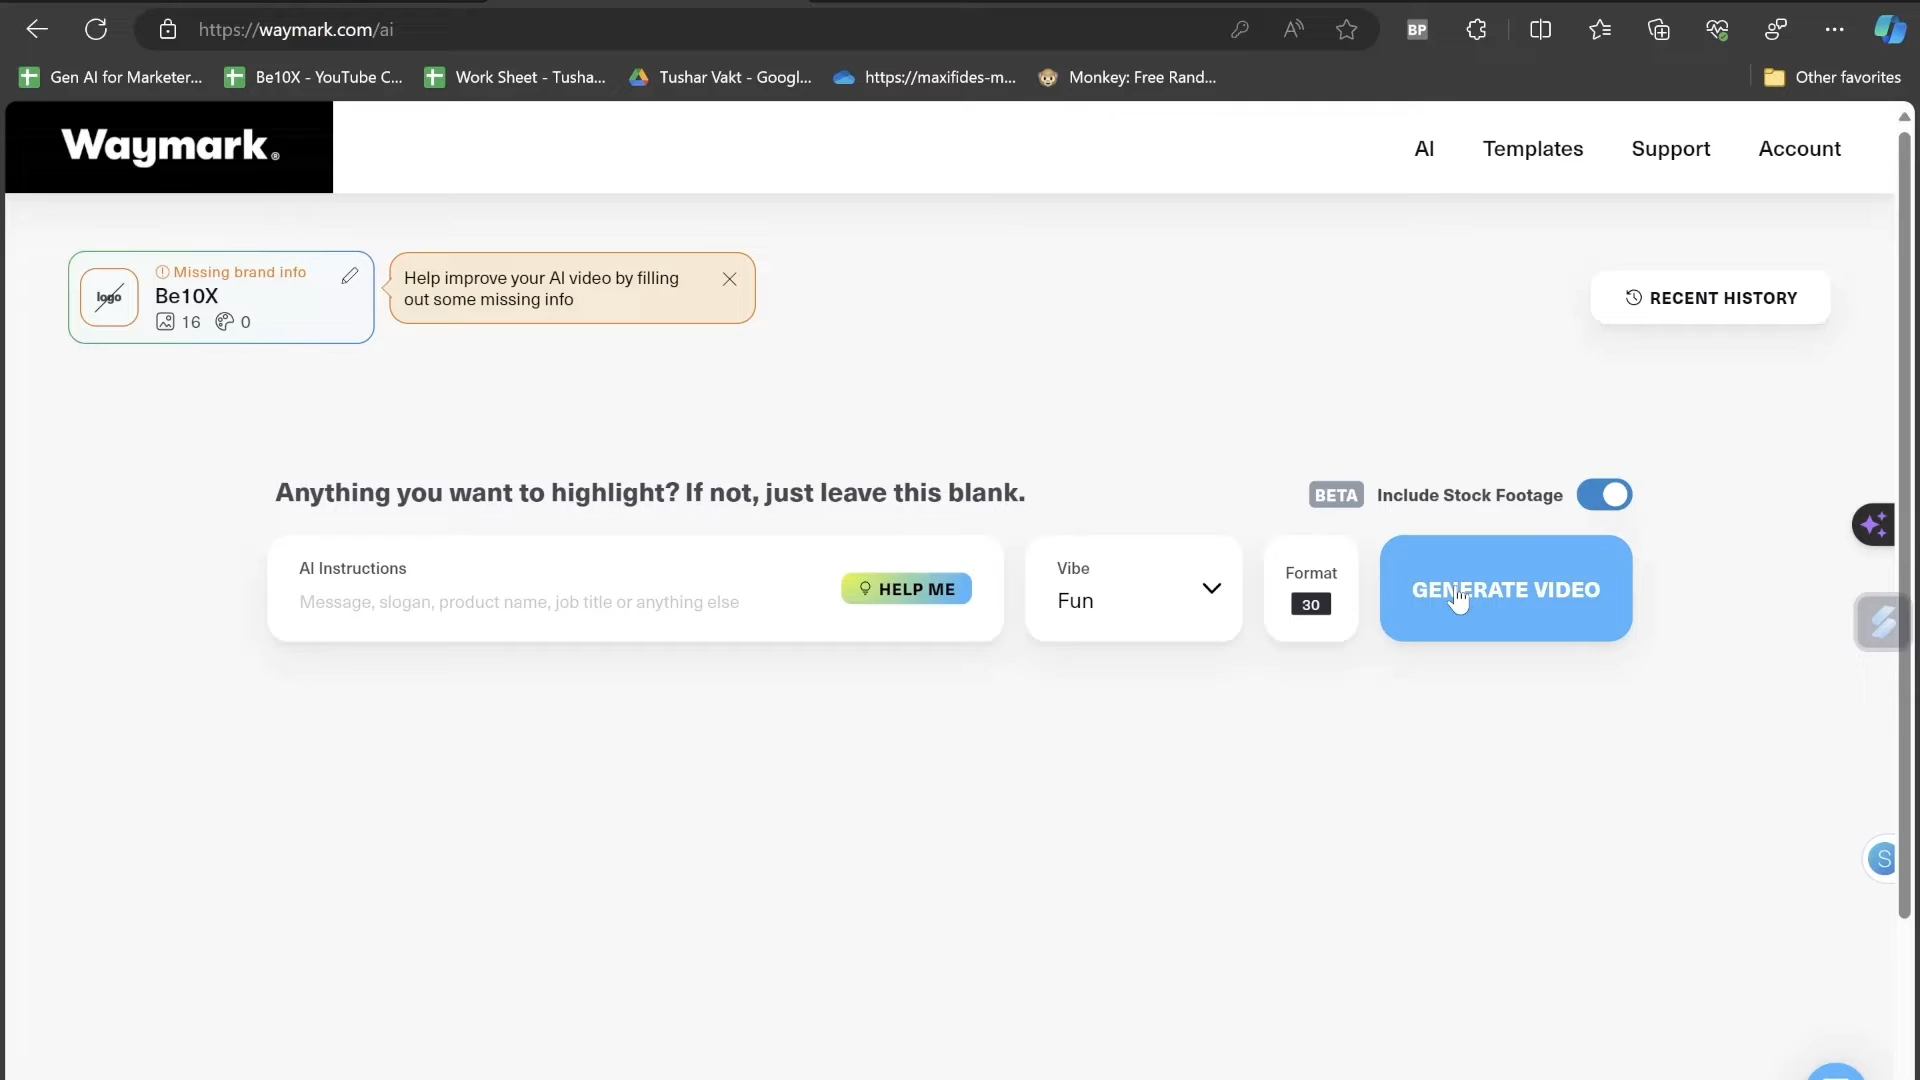 https://waymark.com/ai
BP
Gen AI for Marketer...
Be10X - YouTube C...
Work Sheet - Tusha...
Tushar Vakt - Googl...
https://maxifides-m...
Monkey: Free Rand...
Other favorites
Waymark®
AI
Templates
Support
Account
logo
Missing brand info
Be10X
16
0
Help improve your AI video by filling
out some missing info
RECENT HISTORY
Anything you want to highlight? If not, just leave this blank.
BETA
Include Stock Footage
AI Instructions
Message, slogan, product name, job title or anything else
HELP ME
Vibe
Fun
Format
30
GENERATE VIDEO
S